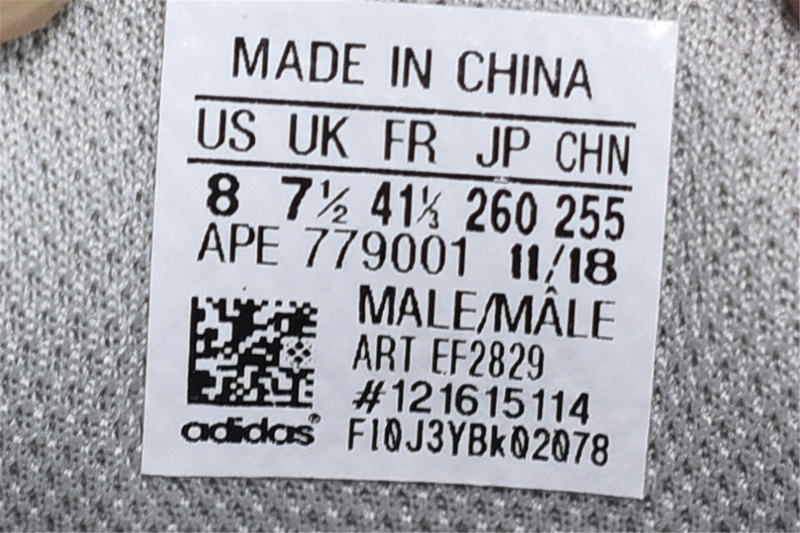 MADE IN CHINA
US UK FR JP CHN
8 7½ 41⅓ 260 255
APE 779001 11/18
MALE/MÂLE
ART EF2829
#121615114
adidas®
FI0J3YBk02078